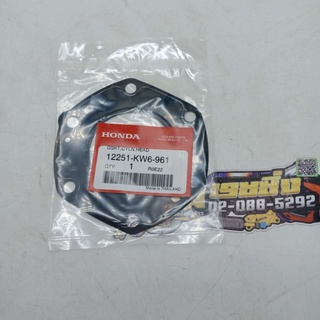 HONDA
GSKT,CYLN HEAD
12251-KW6-961
QTY. 1 R0E22
MADE IN THAILAND
02-088-5292